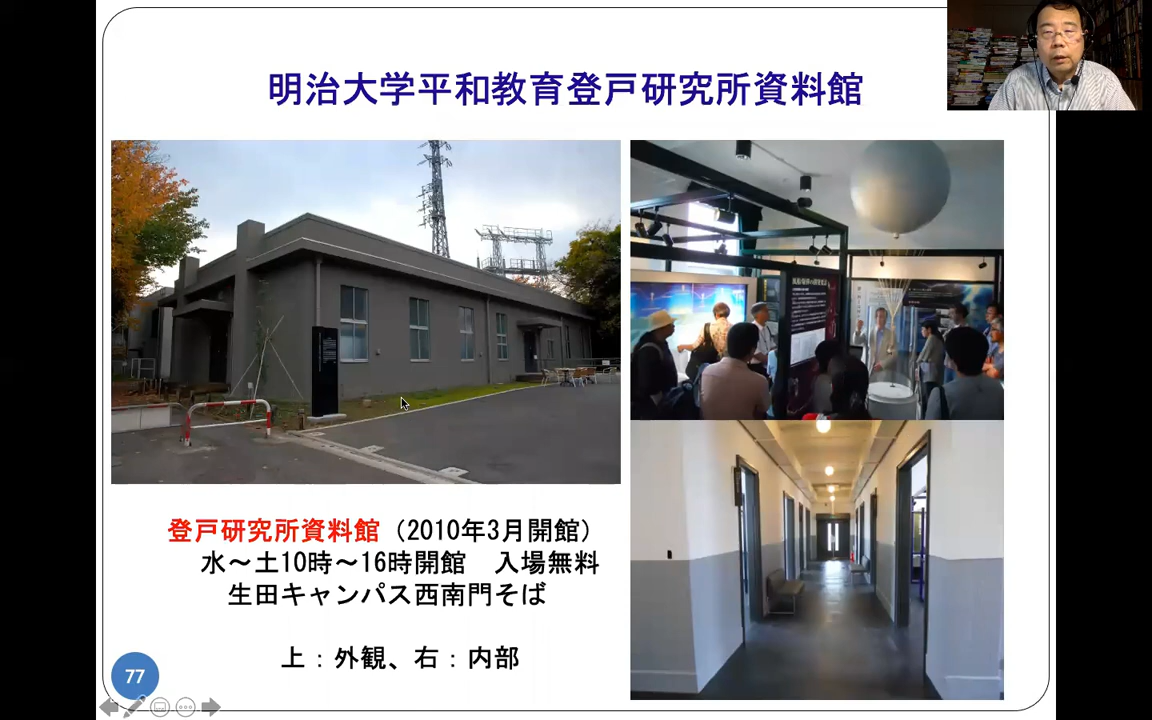 明治大学平和教育登戸研究所資料館
登戸研究所資料館（2010年3月開館）
水～土10時～16時開館　入場無料
生田キャンパス西南門そば
上：外観、右：内部
77